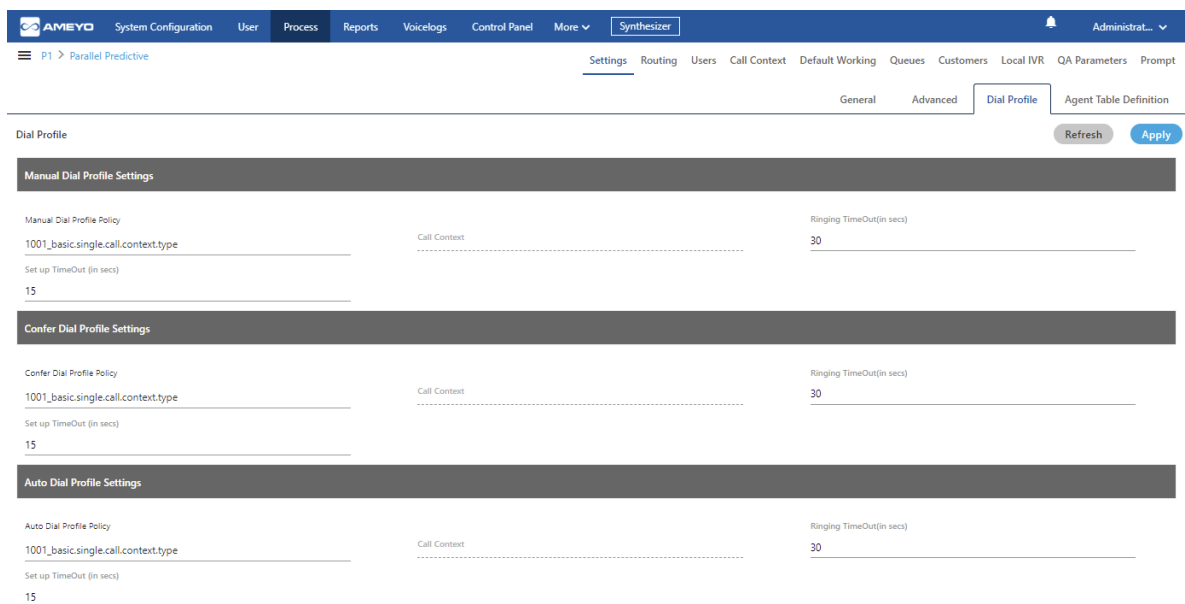 AMEYO System Configuration User Process Reports Voicelogs Control Panel More Synthesizer Administrat...
P1 > Parallel Predictive
Settings Routing Users Call Context Default Working Queues Customers Local IVR QA Parameters Prompt
General Advanced Dial Profile Agent Table Definition
Dial Profile Refresh Apply
Manual Dial Profile Settings
Manual Dial Profile Policy Call Context Ringing TimeOut(in secs)
1001_basic.single.call.context.type 30
Set up TimeOut (in secs)
15
Confer Dial Profile Settings
Confer Dial Profile Policy Call Context Ringing TimeOut(in secs)
1001_basic.single.call.context.type 30
Set up TimeOut (in secs)
15
Auto Dial Profile Settings
Auto Dial Profile Policy Call Context Ringing TimeOut(in secs)
1001_basic.single.call.context.type 30
Set up TimeOut (in secs)
15